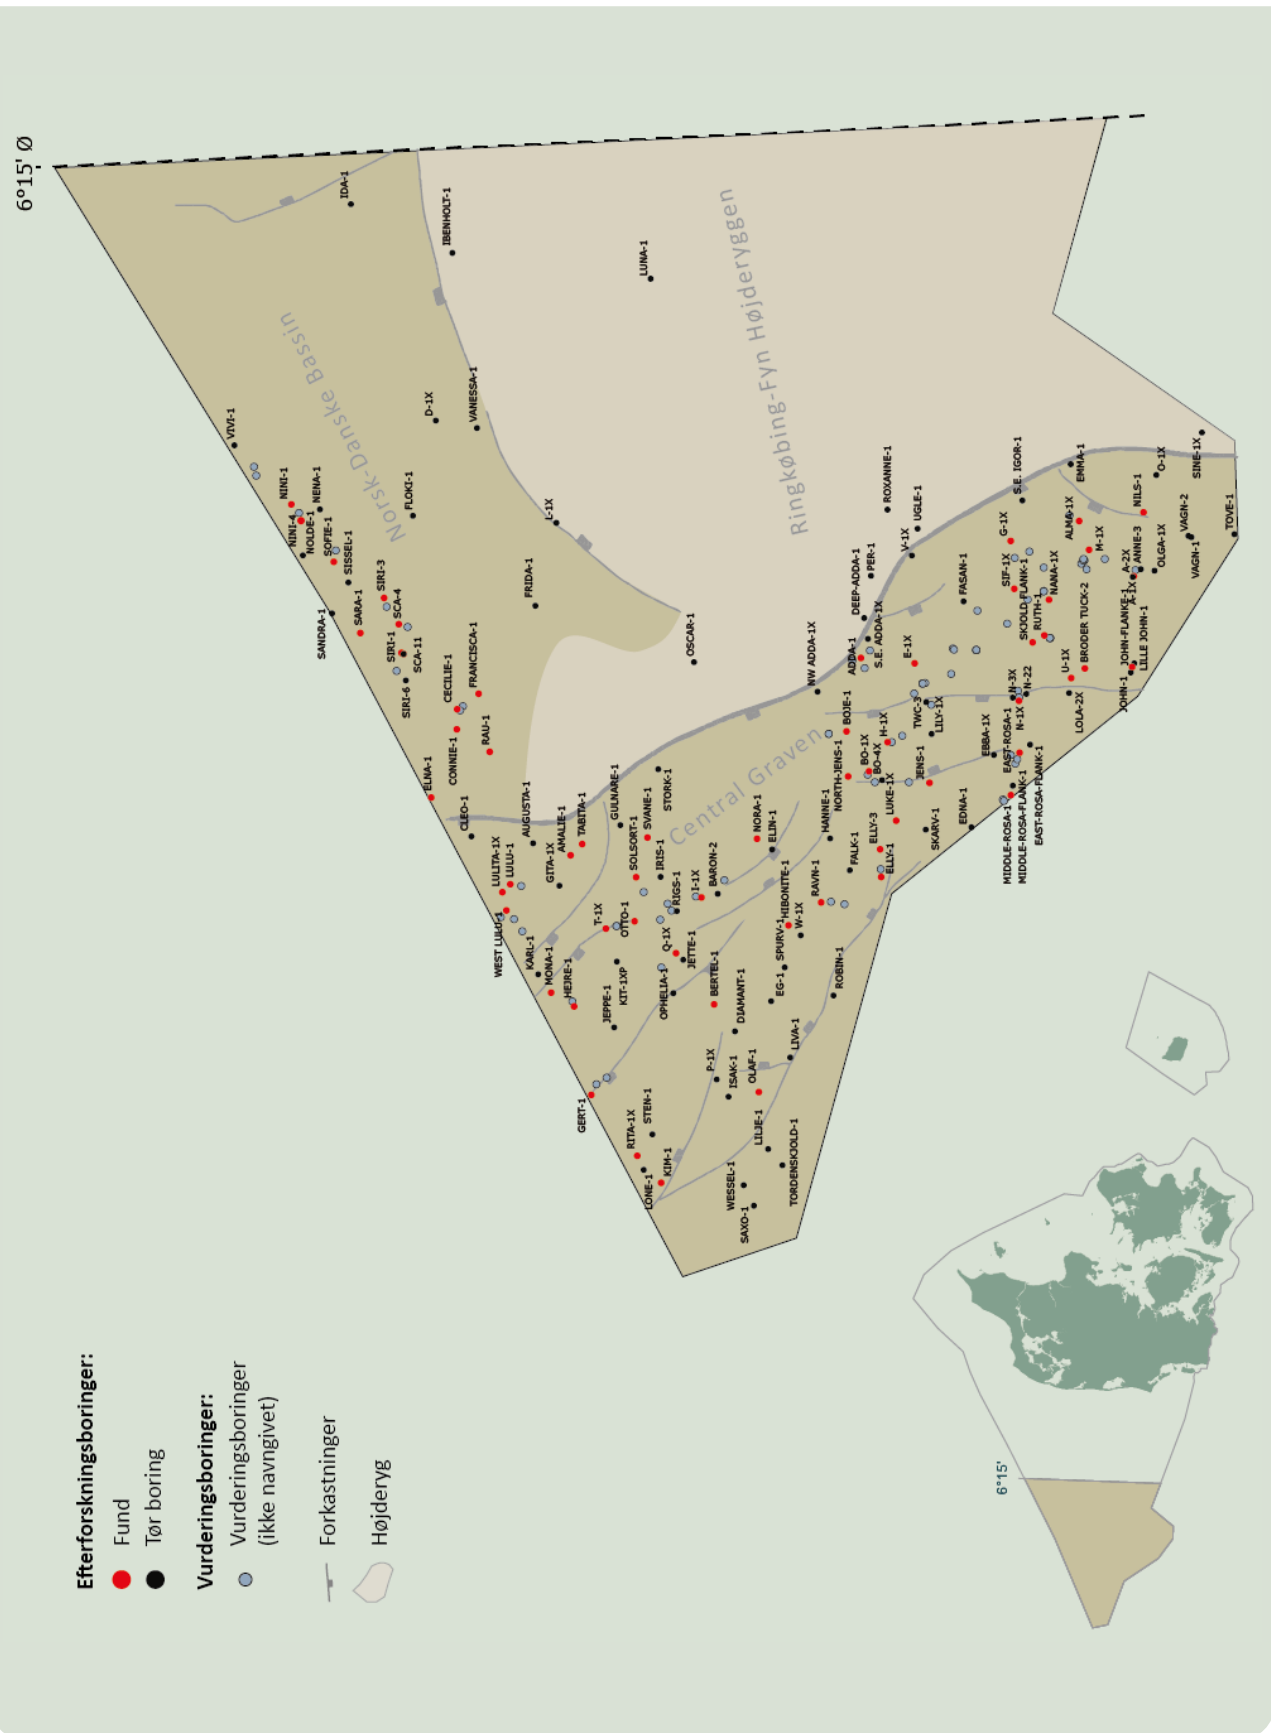 6°15' Ø
Efterforskningsboringer:
Fund
Tør boring
Vurderingsboringer:
Vurderingsboringer
(ikke navngivet)
Forkastninger
Højderyg
6°15'
Norsk-Danske Bassin
Ringkøbing-Fyn Højderyggen
Central Graven
IDA-1
IBENHOLT-1
LUNA-1
VIVI-1
D-1X
VANESSA-1
NINI-1
NENA-1
NINI-4
NOLDE-1
SOFIE-1
SISSEL-1
FLOKI-1
L-1X
SANDRA-1
SARA-1
SIRI-3
SCA-4
SIRI-1
SCA-11
SIRI-6
FRIDA-1
CECILIE-1
FRANCISCA-1
CONNIE-1
RAU-1
OSCAR-1
ELNA-1
CLEO-1
AUGUSTA-1
GITA-1X
AMALIE-1
TABITA-1
GULNARE-1
STORK-1
SVANE-1
SOLSORT-1
IRIS-1
LULITA-1X
LULU-1
WEST LULU-1
KARL-1
MONA-1
HEJRE-1
T-1X
OTTO-1
RIGS-1
I-1X
BARON-2
NORA-1
ELIN-1
Q-1X
JETTE-1
JEPPE-1
KIT-1XP
OPHELIA-1
BERTEL-1
DIAMANT-1
EG-1
SPURV-1
HIBONITE-1
W-1X
RAVN-1
HANNE-1
FALK-1
ROBIN-1
LIVA-1
GERT-1
STEN-1
RITA-1X
LONE-1
KIM-1
P-1X
ISAK-1
OLAF-1
LILJE-1
WESSEL-1
SAXO-1
TORDENSKJOLD-1
NW ADDA-1X
DEEP-ADDA-1
PER-1
ADDA-1
S.E. ADDA-1X
ROXANNE-1
UGLE-1
V-1X
FASAN-1
S.E. IGOR-1
EMMA-1
O-1X
SINE-1X
G-1X
ALMA-1X
M-1X
NILS-1
VAGN-2
VAGN-1
TOVE-1
SIF-1X
SKJOLD-FLANK-1
RUTH-1
NANA-1X
BRODER TUCK-2
A-2X
ANNE-3
A-1X
OLGA-1X
JOHN-FLANKE-1
LILLE JOHN-1
JOHN-1
U-1X
LOLA-2X
N-3X
N-22
N-1X
E-1X
TWC-3
LILY-1X
EBBA-1X
EAST-ROSA-1
EAST-ROSA-FLANK-1
MIDDLE-ROSA-1
MIDDLE-ROSA-FLANK-1
BOJE-1
NORTH-JENS-1
BO-1X
BO-4X
H-1X
JENS-1
LUKE-1X
ELLY-3
ELLY-1
SKARV-1
EDNA-1